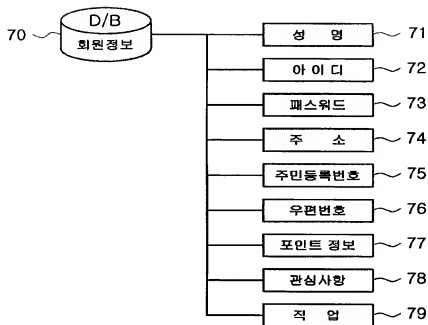 D/B
70 회원정보
성 명 71
아 이 디 72
패스워드 73
주 소 74
주민등록번호 75
우편번호 76
포인트 정보 77
관심사항 78
직 업 79